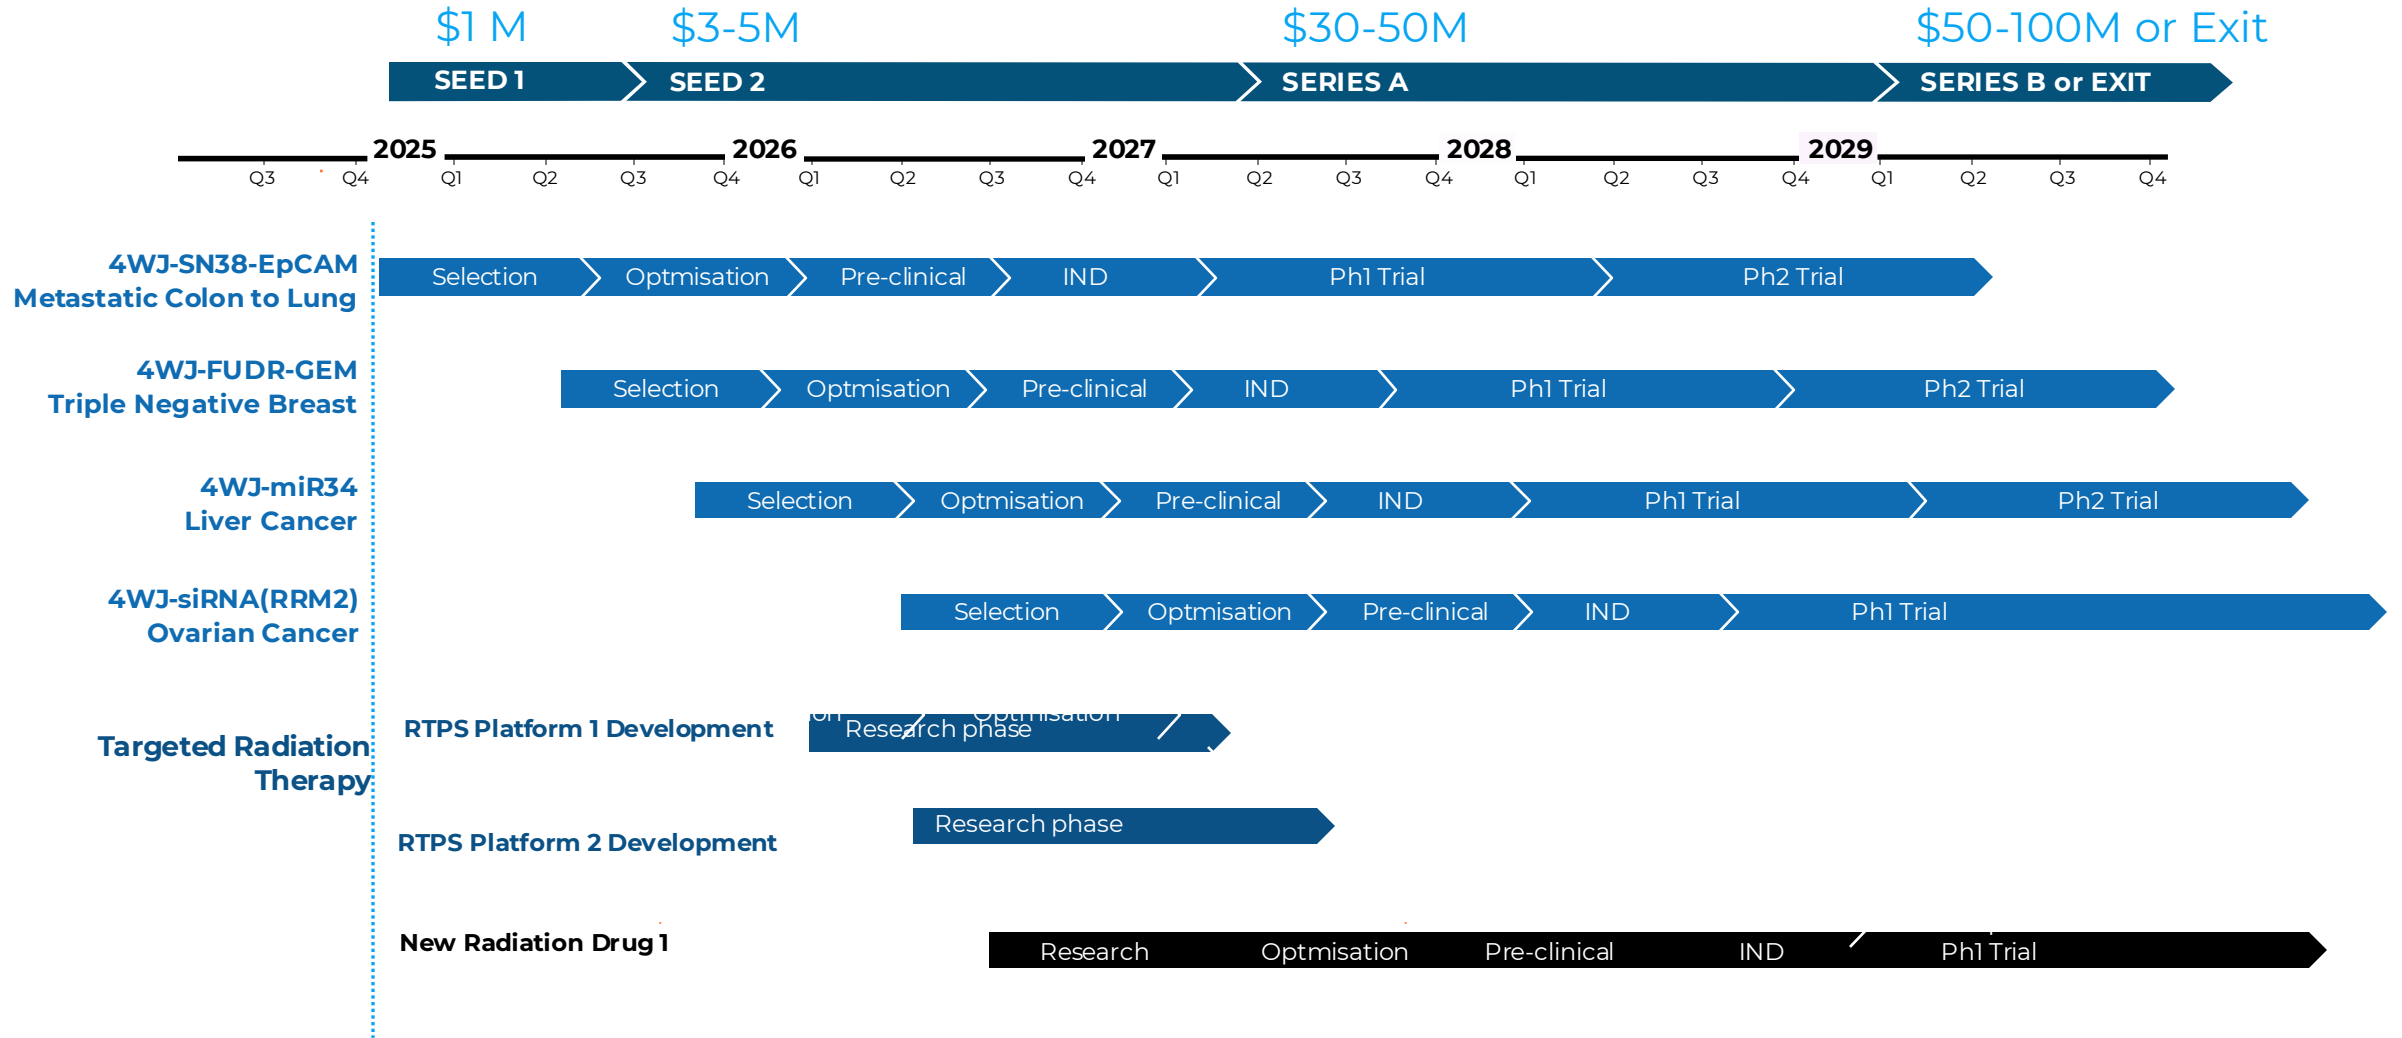 $1 M $3-5M $30-50M $50-100M or Exit
SEED 1 SEED 2 SERIES A SERIES B or EXIT
2025 2026 2027 2028 2029
Q3 Q4 Q1 Q2 Q3 Q4 Q1 Q2 Q3 Q4 Q1 Q2 Q3 Q4 Q1 Q2 Q3 Q4 Q1 Q2 Q3 Q4
4WJ-SN38-EpCAM
Metastatic Colon to Lung
Selection Optmisation Pre-clinical IND Ph1 Trial Ph2 Trial
4WJ-FUDR-GEM
Triple Negative Breast
Selection Optmisation Pre-clinical IND Ph1 Trial Ph2 Trial
4WJ-miR34
Liver Cancer
Selection Optmisation Pre-clinical IND Ph1 Trial Ph2 Trial
4WJ-siRNA(RRM2)
Ovarian Cancer
Selection Optmisation Pre-clinical IND Ph1 Trial
Targeted Radiation
Therapy
RTPS Platform 1 Development
Optmisation
Research phase
RTPS Platform 2 Development
Research phase
New Radiation Drug 1
Research Optmisation Pre-clinical IND Ph1 Trial